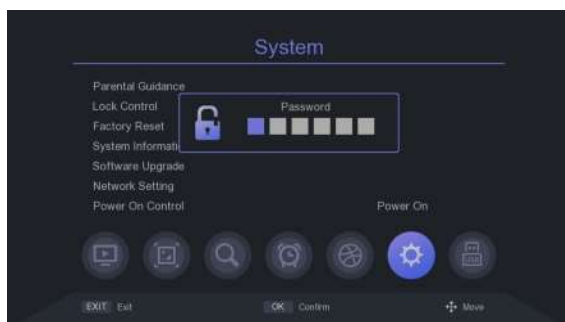 System
Parental Guidance
Lock Control
Password
Factory Reset
System Informati
Software Upgrade
Network Setting
Power On Control Power On
USB
EXIT Exit OK Confirm Move